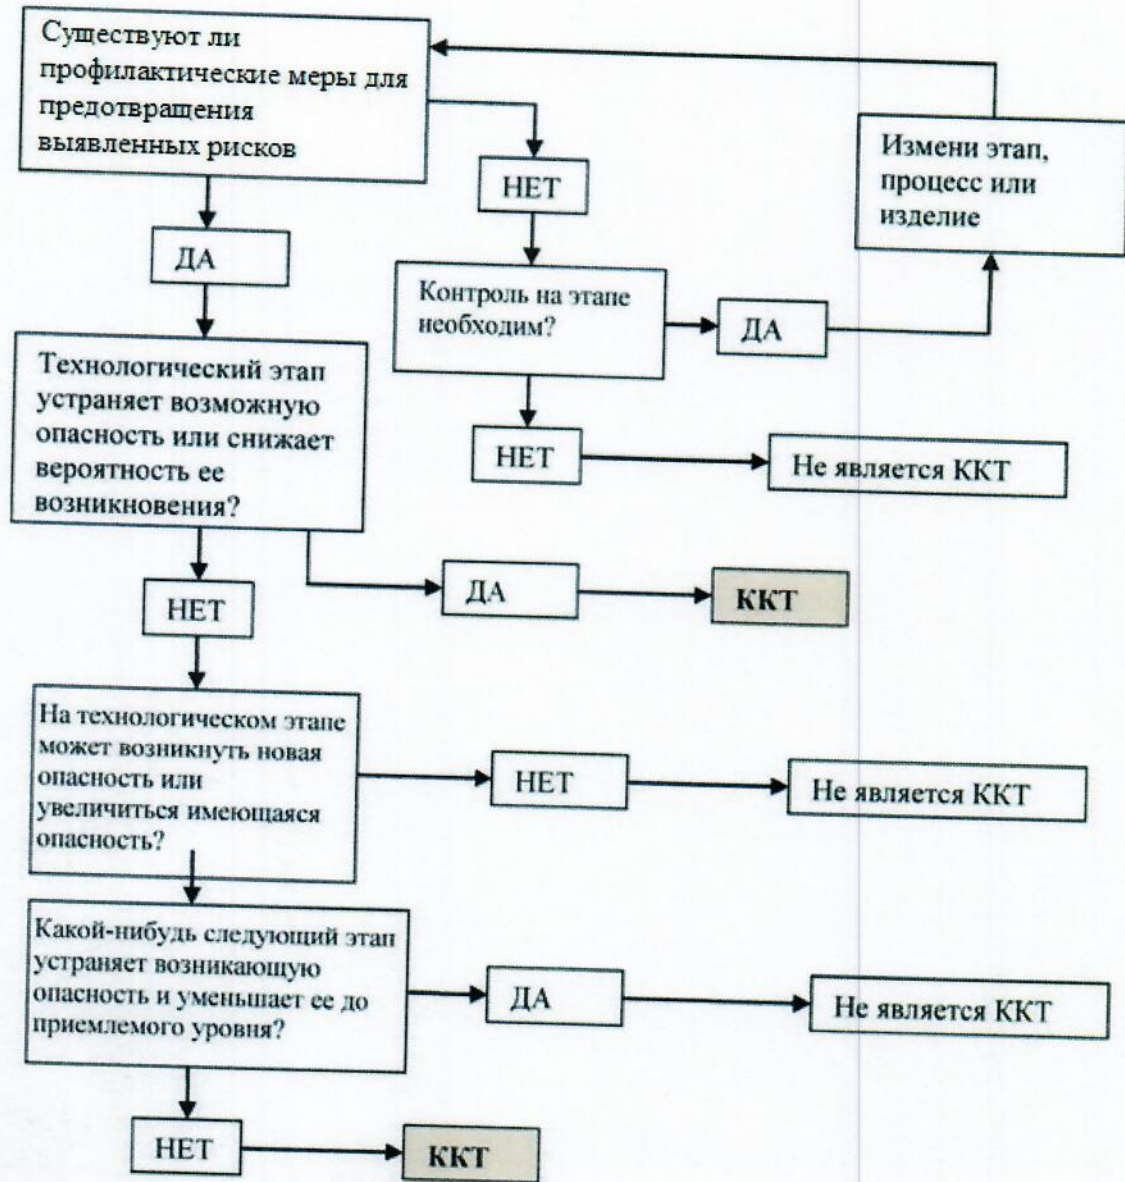 Существуют ли
профилактические меры для
предотвращения
выявленных рисков
НЕТ
Измени этап,
процесс или
изделие
ДА
Контроль на этапе
необходим?
ДА
Технологический этап
устраняет возможную
опасность или снижает
вероятность ее
возникновения?
НЕТ
Не является ККТ
ДА
ККТ
НЕТ
На технологическом этапе
может возникнуть новая
опасность или
увеличиться имеющаяся
опасность?
НЕТ
Не является ККТ
Какой-нибудь следующий этап
устраняет возникающую
опасность и уменьшает ее до
приемлемого уровня?
ДА
Не является ККТ
НЕТ
ККТ